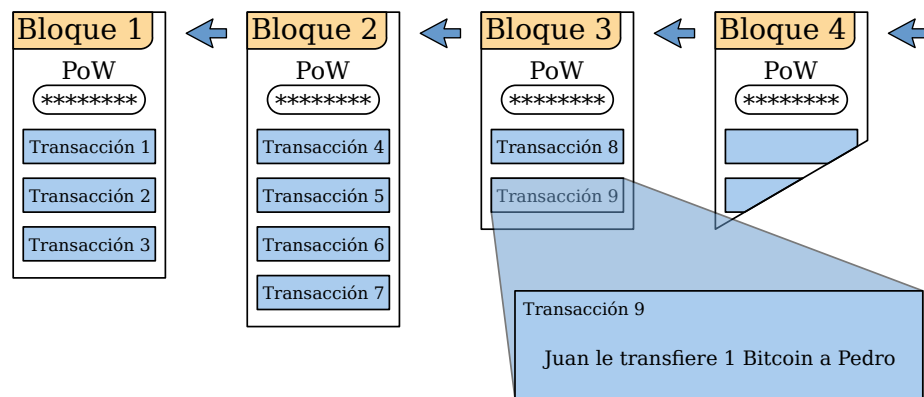 Bloque 1
PoW
********
Transacción 1
Transacción 2
Transacción 3
Bloque 2
PoW
********
Transacción 4
Transacción 5
Transacción 6
Transacción 7
Bloque 3
PoW
********
Transacción 8
Transacción 9
Bloque 4
PoW
********
Transacción 9
Juan le transfiere 1 Bitcoin a Pedro